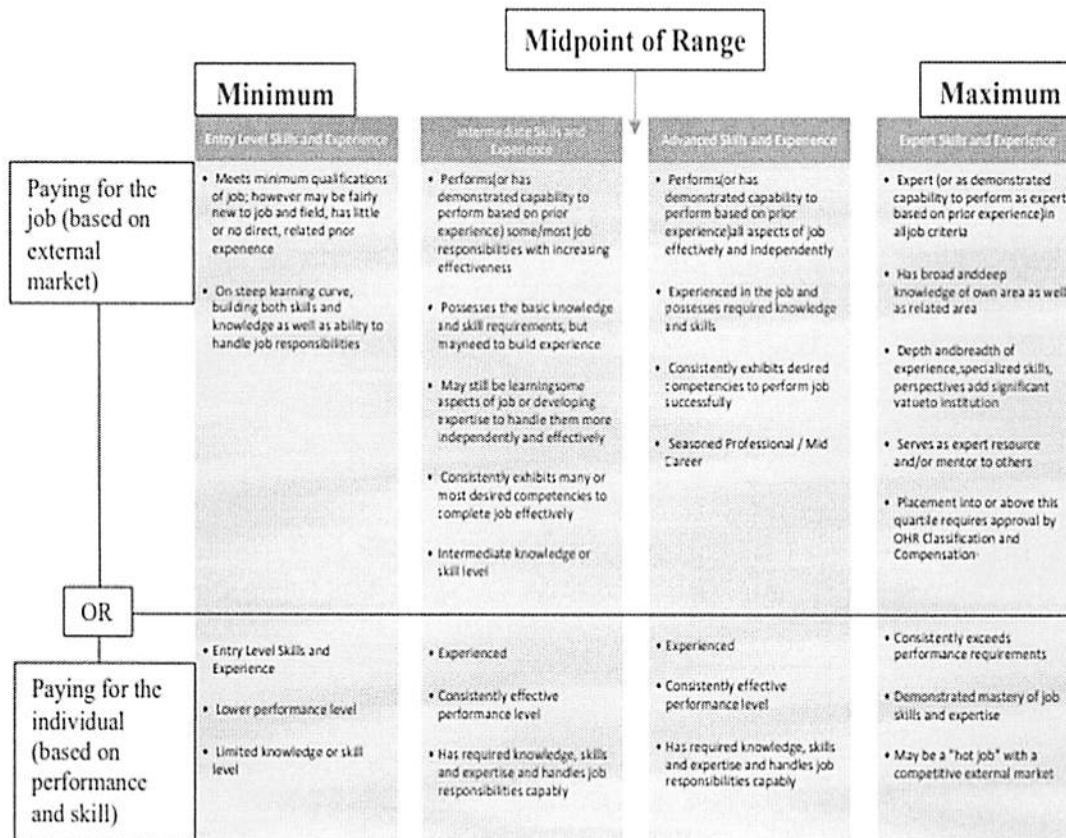 Midpoint of Range
Minimum
Maximum
Entry Level Skills and Experience
Intermediate Skills and
Experience
Advanced Skills and Experience
Expert Skills and Experience
Paying for the
job (based on
external
market)
• Meets minimum qualifications
of job; however may be fairly
new to job and field, has little
or no direct, related prior
experience
• On steep learning curve,
building both skills and
knowledge as well as ability to
handle job responsibilities
• Performs(or has
demonstrated capability to
perform based on prior
experience) some/most job
responsibilities with increasing
effectiveness
• Possesses the basic knowledge
and skill requirements, but
mayneed to build experience
• May still be learningsome
aspects of job or developing
expertise to handle them more
independently and effectively
• Consistently exhibits many or
most desired competencies to
complete job effectively
• Intermediate knowledge or
skill level
• Performs(or has
demonstrated capability to
perform based on prior
experience)all aspects of job
effectively and independently
• Experienced in the job and
possesses required knowledge
and skills
• Consistently exhibits desired
competencies to perform job
successfully
• Seasoned Professional / Mid
Career
• Expert (or as demonstrated
capability to perform as expert
based on prior experience)in
alljob criteria
• Has broad anddeep
knowledge of own area as well
as related area
• Depth andbreadth of
experience,specialized skills,
perspectives add significant
valueto institution
• Serves as expert resource
and/or mentor to others
• Placement into or above this
quartile requires approval by
OHR Classification and
Compensation
OR
Paying for the
individual
(based on
performance
and skill)
• Entry Level Skills and
Experience
• Lower performance level
• Limited knowledge or skill
level
• Experienced
• Consistently effective
performance level
• Has required knowledge, skills
and expertise and handles job
responsibilities capably
• Experienced
• Consistently effective
performance level
• Has required knowledge, skills
and expertise and handles job
responsibilities capably
• Consistently exceeds
performance requirements
• Demonstrated mastery of job
skills and expertise
• May be a "hot job" with a
competitive external market